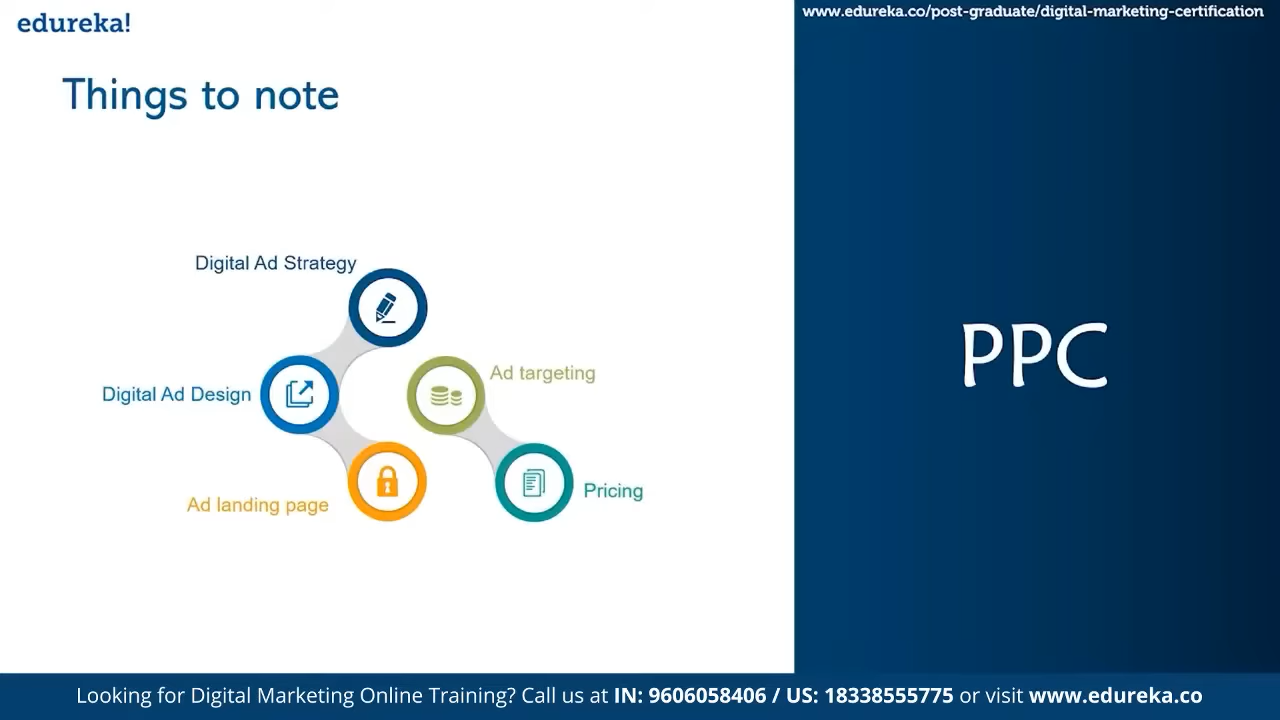 edureka!
www.edureka.co/post-graduate/digital-marketing-certification
Things to note
Digital Ad Strategy
Ad targeting
Digital Ad Design
Pricing
Ad landing page
PPC
Looking for Digital Marketing Online Training? Call us at IN: 9606058406 / US: 18338555775 or visit www.edureka.co